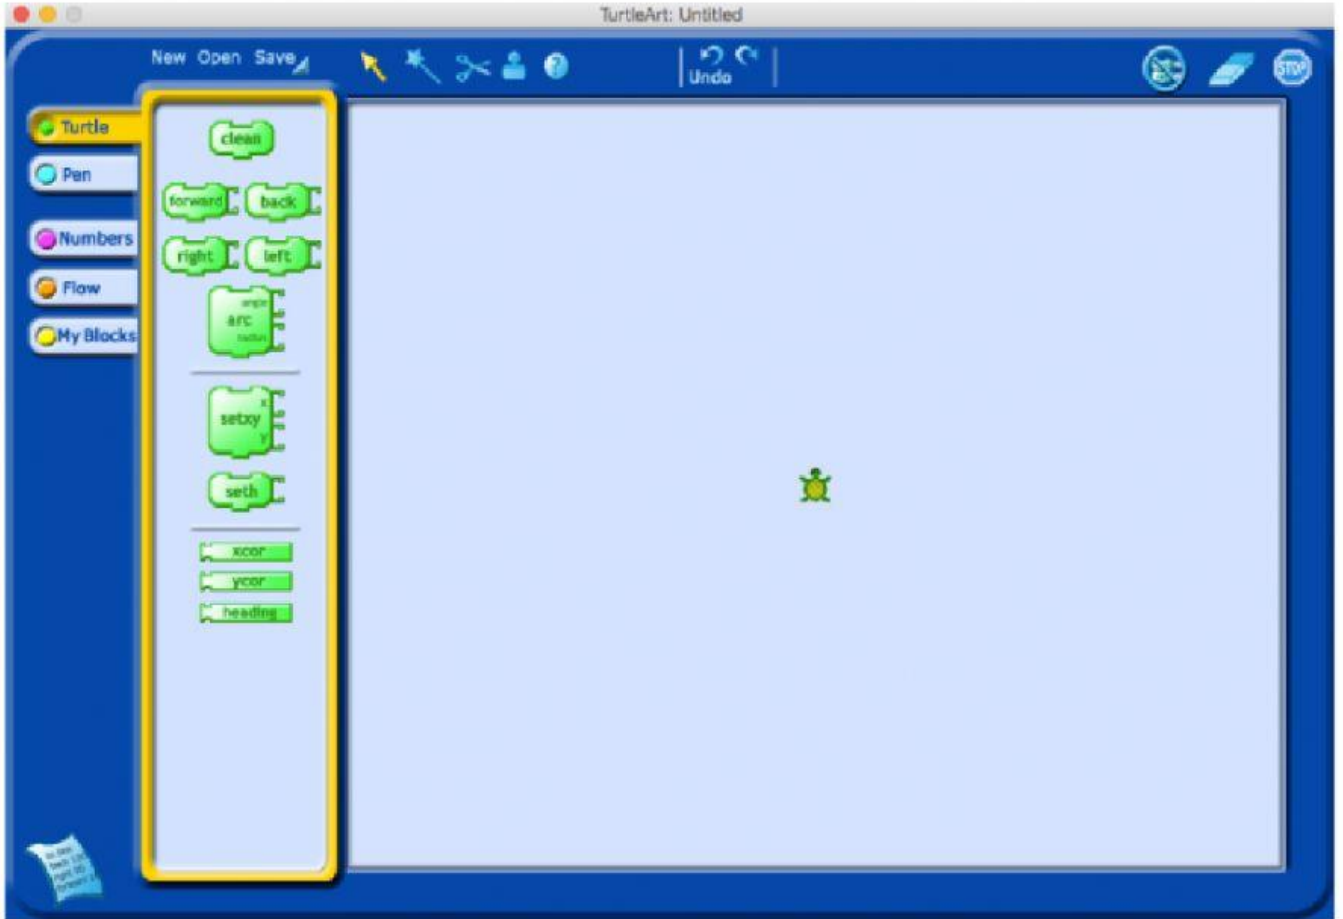 TurtleArt: Untitled
New Open Save
Undo
STOP
Turtle
Pen
Numbers
Flow
My Blocks
clean
forward back
right left
angle
arc
radius
x
setxy
y
seth
xcor
ycor
heading